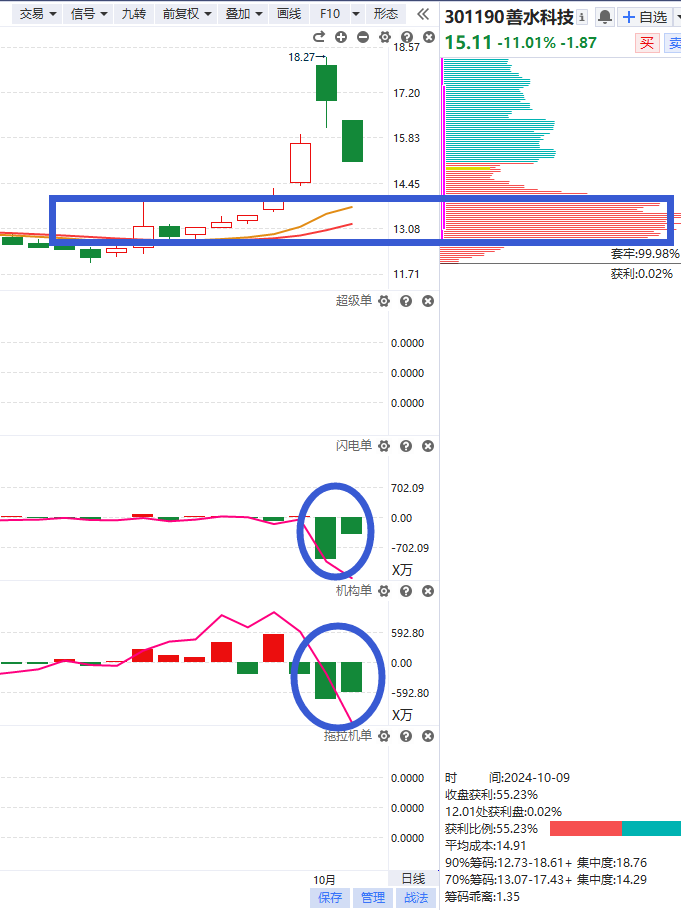 交易 信号 九转 前复权 叠加 画线 F10 形态
301190善水科技 自选
15.11 -11.01% -1.87 买 卖
18.57
18.27
17.20
15.83
14.45
13.08
11.71
套牢:99.98%
获利:0.02%
超级单
0.0000
0.0000
0.0000
闪电单
702.09
0.00
-702.09
X万
机构单
592.80
0.00
-592.80
X万
拖拉机单
0.0000
0.0000
0.0000
10月 日线
保存 管理 战法
时 间:2024-10-09
收盘获利:55.23%
12.01处获利盘:0.02%
获利比例:55.23%
平均成本:14.91
90%筹码:12.73-18.61+ 集中度:18.76
70%筹码:13.07-17.43+ 集中度:14.29
筹码乖离:1.35